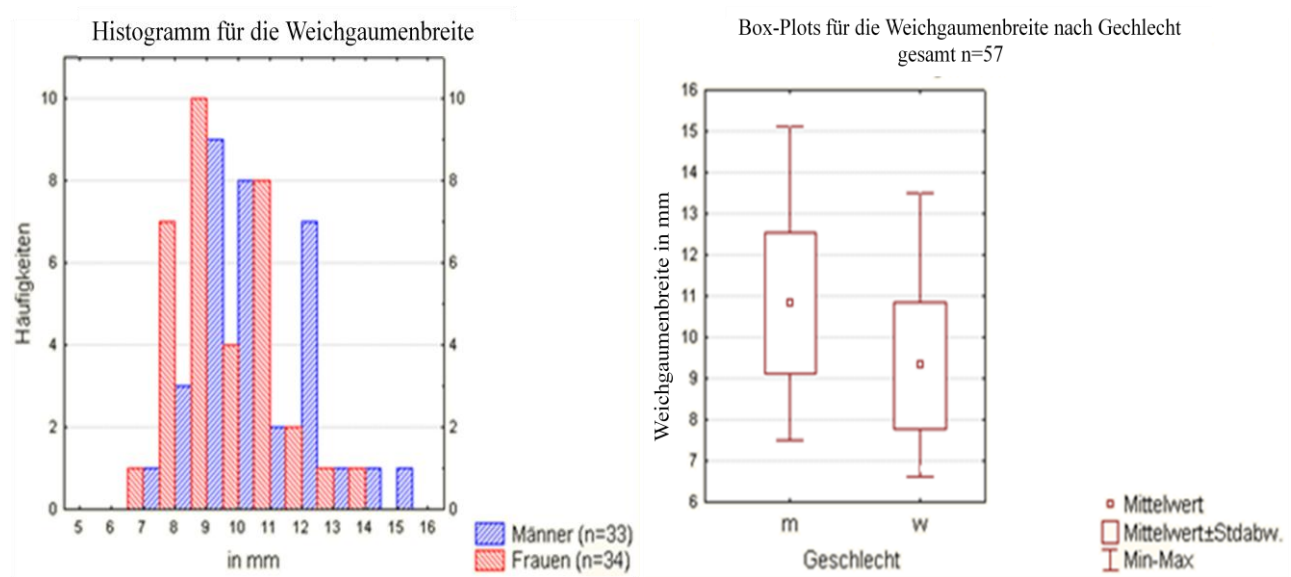 Histogramm für die Weichgaumenbreite
10
8
6
4
2
0
10
8
6
4
2
0
Häufigkeiten
5 6 7 8 9 10 11 12 13 14 15 16
in mm
Männer (n=33)
Frauen (n=34)
Box-Plots für die Weichgaumenbreite nach Gechlecht
gesamt n=57
16
15
14
13
12
11
10
9
8
7
6
Weichgaumenbreite in mm
m w
Geschlecht
Mittelwert
Mittelwert±Stdabw.
Min-Max